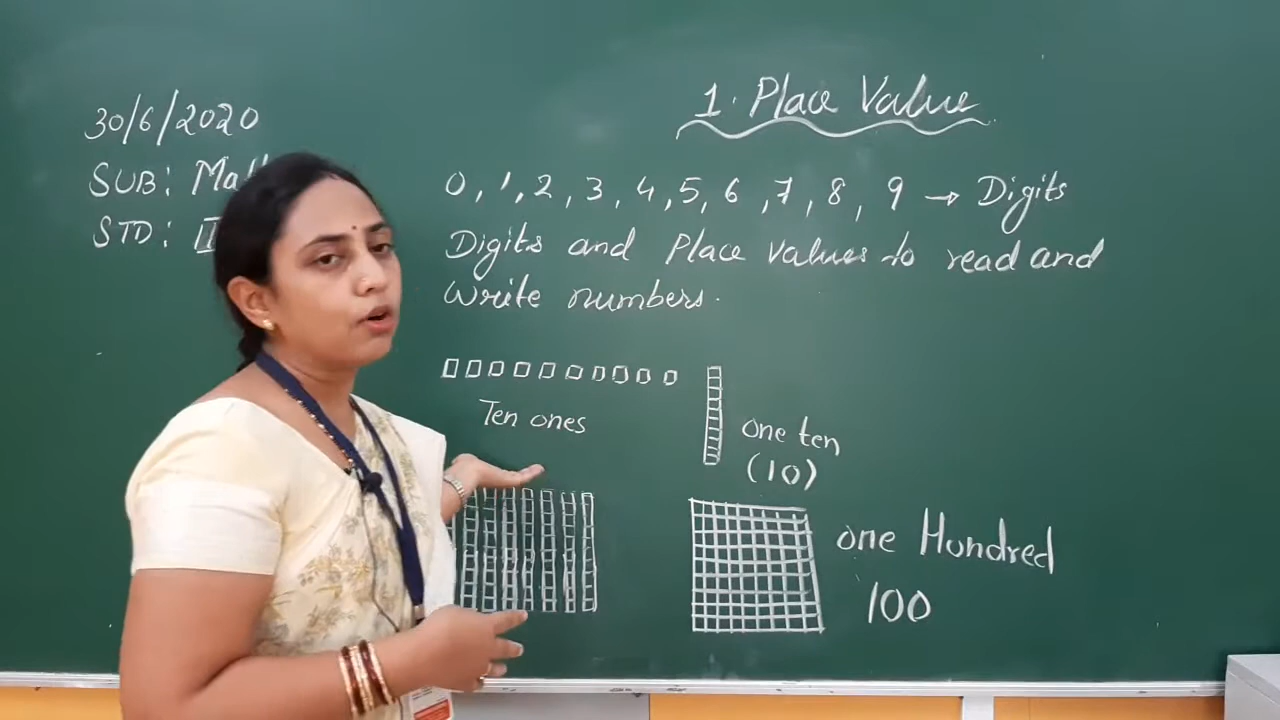 30/6/2020
SUB:
STD:
1. Place Value
0, 1, 2, 3, 4, 5, 6, 7, 8, 9 → Digits
Digits and Place Values to read and
Write numbers.
Ten ones
one ten
(10)
one Hundred
100